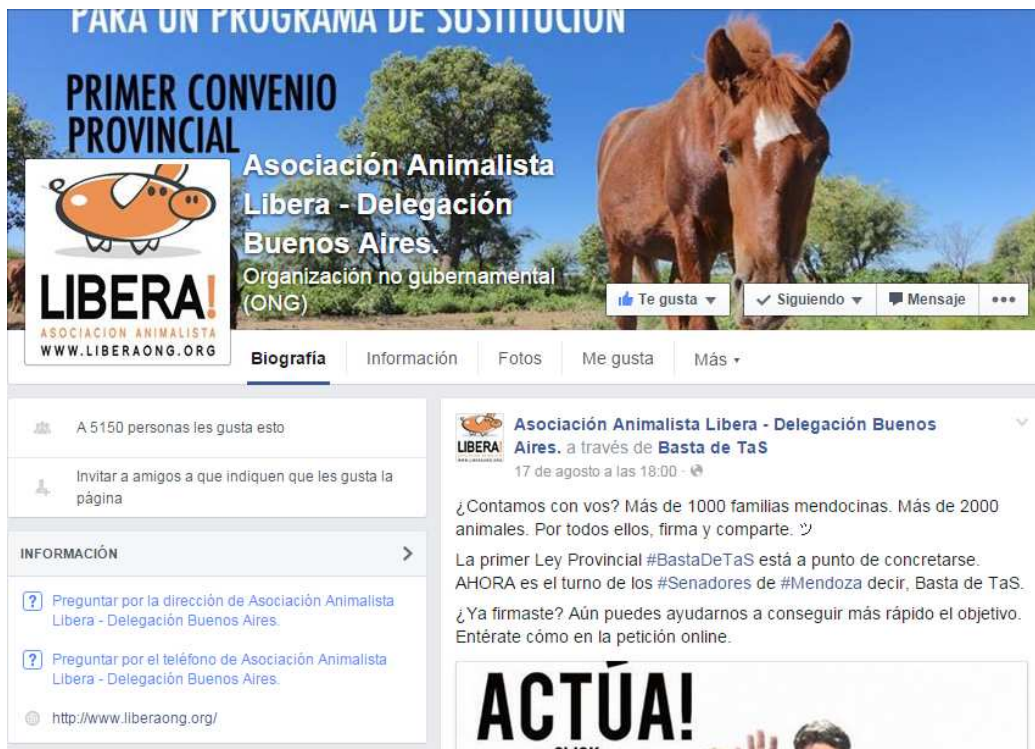 PARA UN PROGRAMA DE SUSTITUCIÓN
PRIMER CONVENIO
PROVINCIAL
Asociación Animalista
Libera - Delegación
Buenos Aires.
Organización no gubernamental
(ONG)
LIBERA!
ASOCIACION ANIMALISTA
WWW.LIBERAONG.ORG
Te gusta
Siguiendo
Mensaje
Biografía
Información
Fotos
Me gusta
Más
A 5150 personas les gusta esto
Invitar a amigos a que indiquen que les gusta la
página
INFORMACIÓN
Preguntar por la dirección de Asociación Animalista
Libera - Delegación Buenos Aires.
Preguntar por el teléfono de Asociación Animalista
Libera - Delegación Buenos Aires.
http://www.liberaong.org/
LIBERA!
Asociación Animalista Libera - Delegación Buenos
Aires. a través de Basta de TaS
17 de agosto a las 18:00 ·
¿Contamos con vos? Más de 1000 familias mendocinas. Más de 2000
animales. Por todos ellos, firma y comparte. ツ
La primer Ley Provincial #BastaDeTaS está a punto de concretarse.
AHORA es el turno de los #Senadores de #Mendoza decir, Basta de TaS.
¿Ya firmaste? Aún puedes ayudarnos a conseguir más rápido el objetivo.
Entérate cómo en la petición online.
ACTÚA!
CLICK